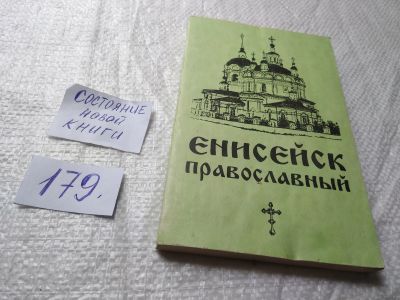 СОСТОЯНИЕ
НОВОЙ
КНИГИ
179.
ЕНИСЕЙСК
православный